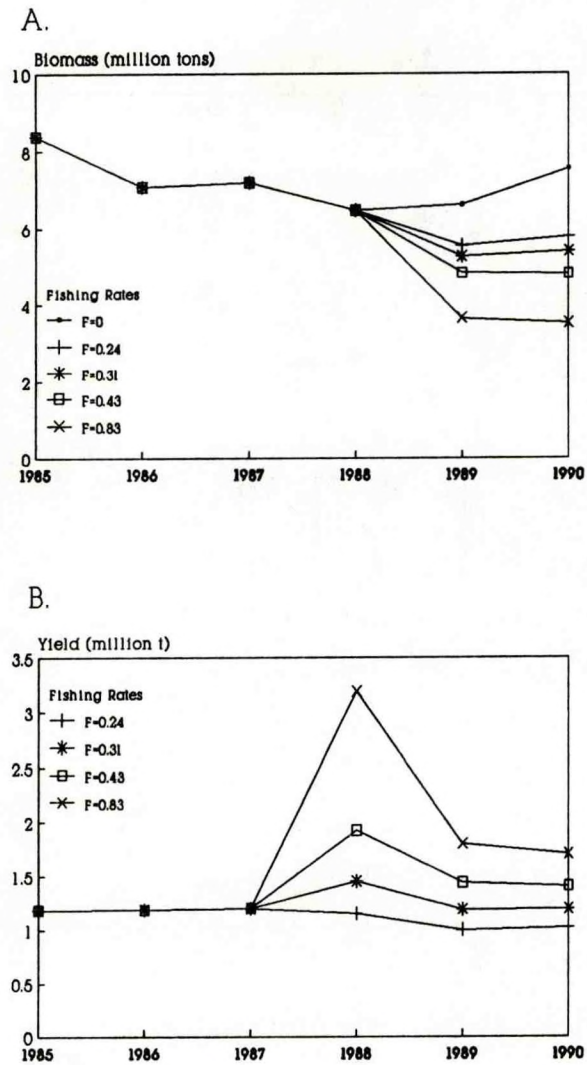 A.
Biomass (million tons)
10
8
6
4
2
0
Fishing Rates
F=0
F=0.24
F=0.31
F=0.43
F=0.83
1985 1986 1987 1988 1989 1990
B.
Yield (million t)
3.5
3
2.5
2
1.5
1
0.5
0
Fishing Rates
F=0.24
F=0.31
F=0.43
F=0.83
1985 1986 1987 1988 1989 1990